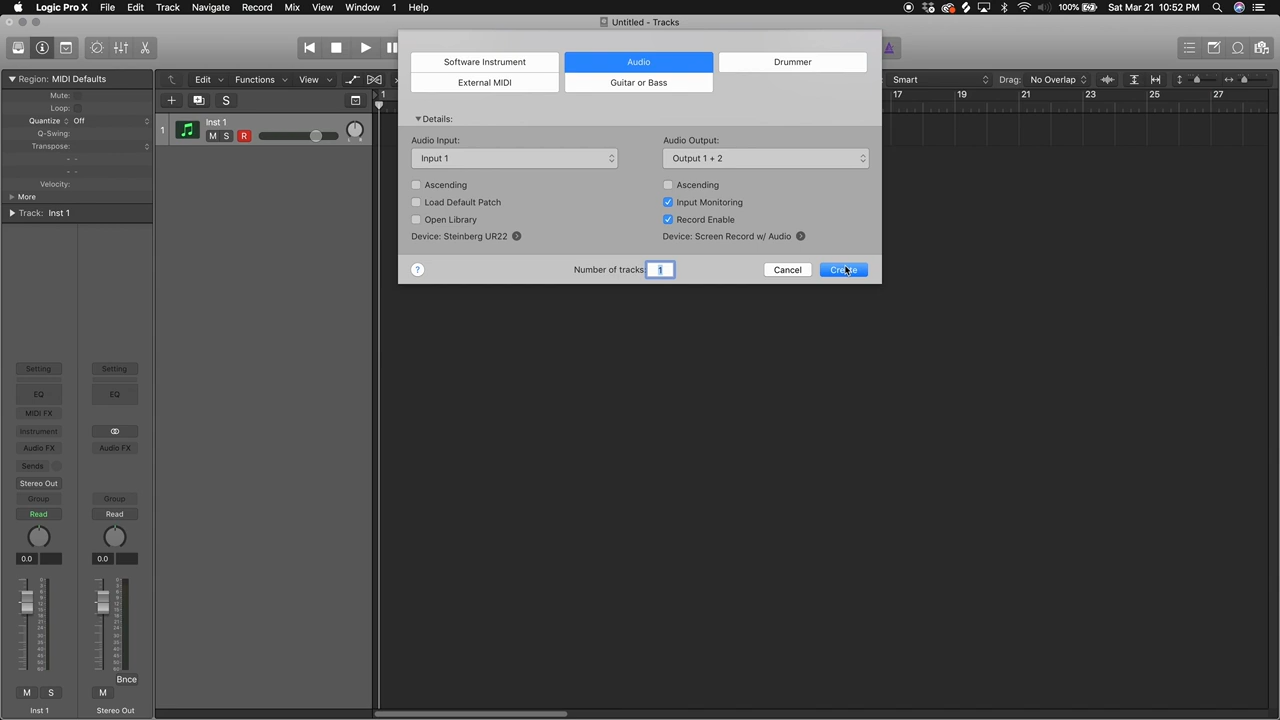 Logic Pro X File Edit Track Navigate Record Mix View Window 1 Help
100% Sat Mar 21 10:52 PM
Untitled - Tracks
Software Instrument Audio Drummer
External MIDI Guitar or Bass
Region: MIDI Defaults
Edit Functions View
Smart Drag: No Overlap
1 17 19 21 23 25 27
Mute:
Loop:
Quantize Off
Q-Swing:
Transpose:
Velocity:
More
Track: Inst 1
S
1 Inst 1
M S R
L R
Details:
Audio Input: Audio Output:
Input 1 Output 1 + 2
Ascending Ascending
Load Default Patch Input Monitoring
Open Library Record Enable
Device: Steinberg UR22 Device: Screen Record w/ Audio
? Number of tracks: 1 Cancel
Setting Setting
EQ EQ
MIDI FX
Instrument
Audio FX Audio FX
Sends
Stereo Out
Group Group
Read Read
0.0 0.0
Bnce
M S M
Inst 1 Stereo Out